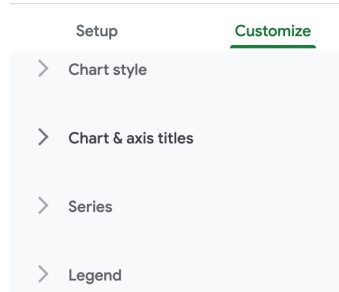 Setup Customize
Chart style
Chart & axis titles
Series
Legend